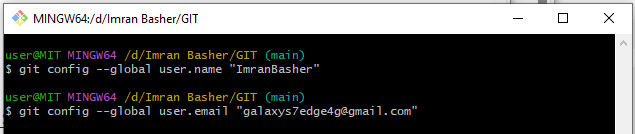 MINGW64:/d/Imran Basher/GIT
user@MIT MINGW64 /d/Imran Basher/GIT (main)
$ git config --global user.name "ImranBasher"
user@MIT MINGW64 /d/Imran Basher/GIT (main)
$ git config --global user.email "galaxys7edge4g@gmail.com"